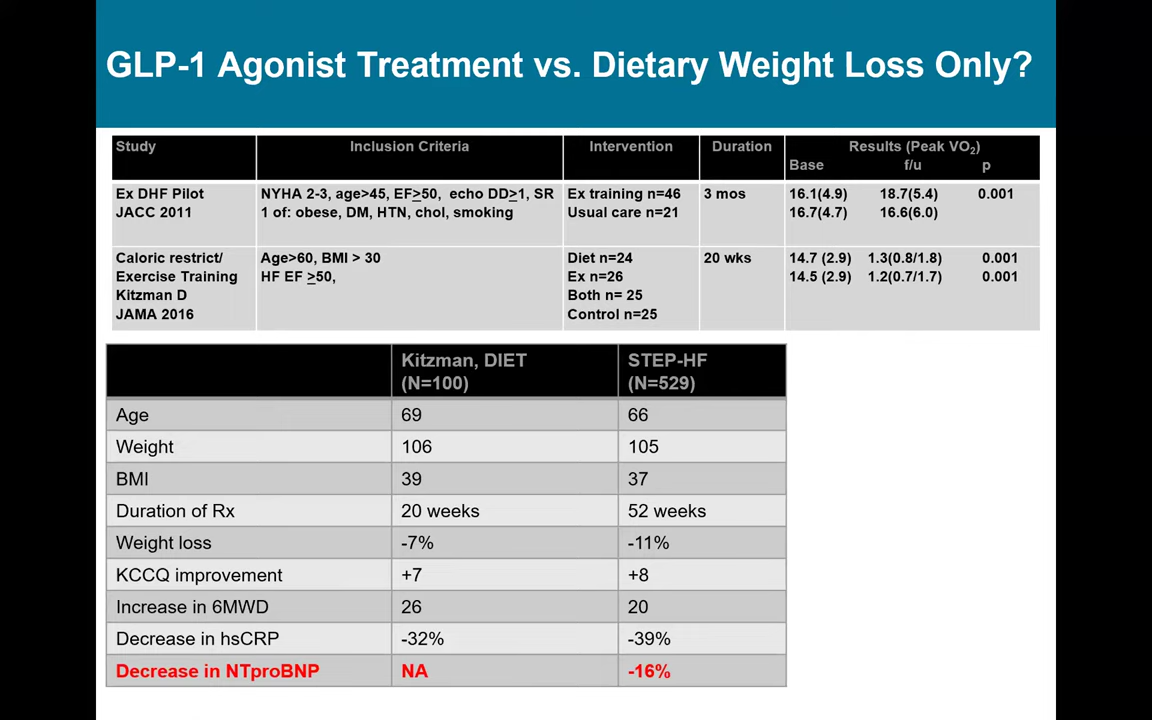 GLP-1 Agonist Treatment vs. Dietary Weight Loss Only?
Study Inclusion Criteria Intervention Duration Results (Peak VO₂)
Base f/u p
Ex DHF Pilot NYHA 2-3, age>45, EF≥50, echo DD≥1, SR Ex training n=46 3 mos 16.1(4.9) 18.7(5.4) 0.001
JACC 2011 1 of: obese, DM, HTN, chol, smoking Usual care n=21 16.7(4.7) 16.6(6.0)
Caloric restrict/ Age>60, BMI > 30 Diet n=24 20 wks 14.7 (2.9) 1.3(0.8/1.8) 0.001
Exercise Training HF EF ≥50, Ex n=26 14.5 (2.9) 1.2(0.7/1.7) 0.001
Kitzman D Both n= 25
JAMA 2016 Control n=25
Kitzman, DIET STEP-HF
(N=100) (N=529)
Age 69 66
Weight 106 105
BMI 39 37
Duration of Rx 20 weeks 52 weeks
Weight loss -7% -11%
KCCQ improvement +7 +8
Increase in 6MWD 26 20
Decrease in hsCRP -32% -39%
Decrease in NTproBNP NA -16%